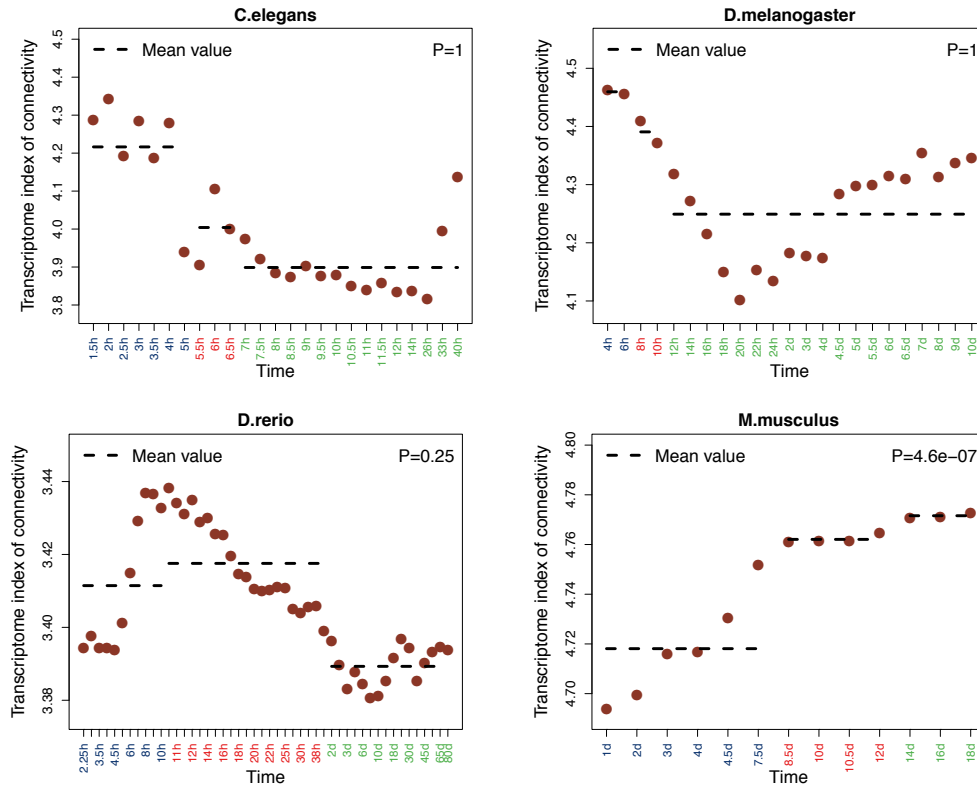 C.elegans
Mean value P=1
Transcriptome index of connectivity
4.5
4.4
4.3
4.2
4.1
4.0
3.9
3.8
1.5h 2h 2.5h 3h 3.5h 4h 5h 5.5h 6h 6.5h 7h 7.5h 8h 8.5h 9h 9.5h 10h 10.5h 11h 11.5h 12h 14h 26h 33h 40h
Time
D.melanogaster
Mean value P=1
Transcriptome index of connectivity
4.5
4.4
4.3
4.2
4.1
4h 6h 8h 10h 12h 14h 16h 18h 20h 22h 24h 2d 3d 4d 4.5d 5d 5.5d 6d 6.5d 7d 8d 9d 10d
Time
D.rerio
Mean value P=0.25
Transcriptome index of connectivity
3.44
3.42
3.40
3.38
2.25h 3.5h 4.5h 6h 8h 10h 11h 12h 14h 16h 18h 20h 22h 25h 30h 38h 2d 3d 6d 10d 18d 30d 45d 65d 80d
Time
M.musculus
Mean value P=4.6e−07
Transcriptome index of connectivity
4.80
4.78
4.76
4.74
4.72
4.70
1d 2d 3d 4d 4.5d 7.5d 8.5d 10d 10.5d 12d 14d 16d 18d
Time